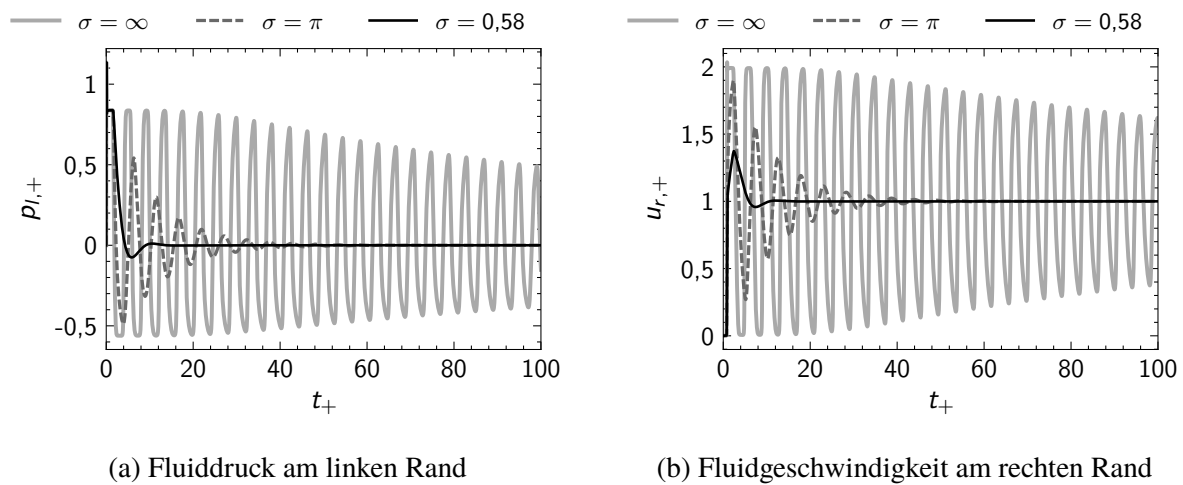 σ = ∞ σ = π σ = 0,58
1
0,5
0
-0,5
p_{l,+}
0 20 40 60 80 100
t_+
(a) Fluiddruck am linken Rand
σ = ∞ σ = π σ = 0,58
2
1,5
1
0,5
0
u_{r,+}
0 20 40 60 80 100
t_+
(b) Fluidgeschwindigkeit am rechten Rand